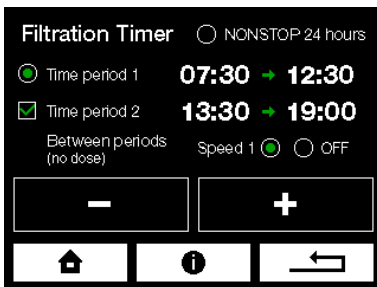 Filtration Timer NONSTOP 24 hours
Time period 1 07:30 → 12:30
Time period 2 13:30 → 19:00
Between periods Speed 1 OFF
(no dose)
− +